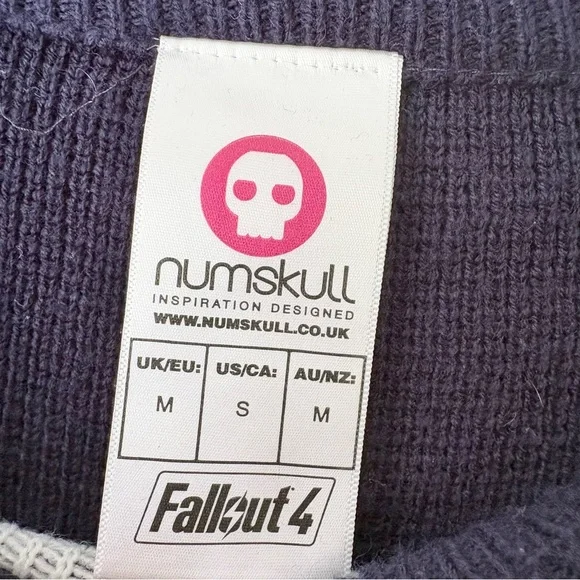 numskull
INSPIRATION DESIGNED
WWW.NUMSKULL.CO.UK
UK/EU: US/CA: AU/NZ:
M S M
Fallout 4